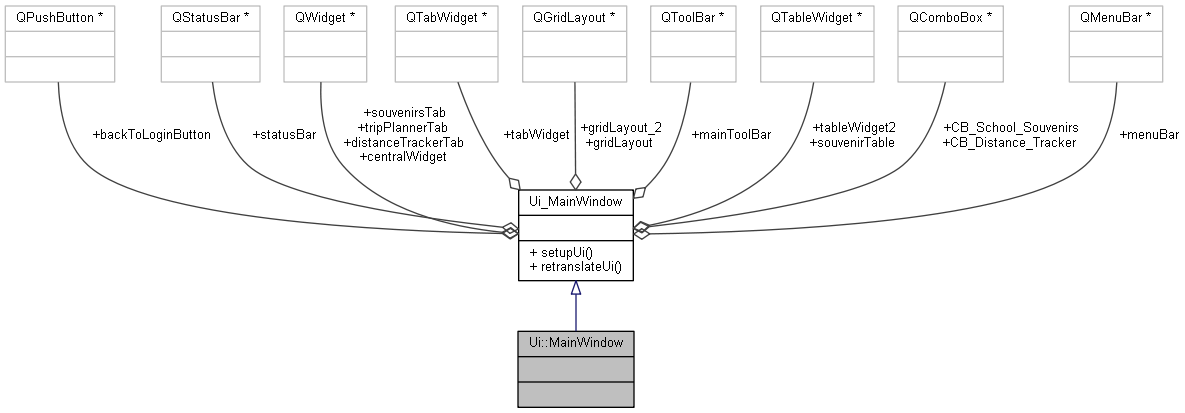 QPushButton *
QStatusBar *
QWidget *
QTabWidget *
QGridLayout *
QToolBar *
QTableWidget *
QComboBox *
QMenuBar *
+backToLoginButton
+statusBar
+souvenirsTab
+tripPlannerTab
+distanceTrackerTab
+centralWidget
+tabWidget
+gridLayout_2
+gridLayout
+mainToolBar
+tableWidget2
+souvenirTable
+CB_School_Souvenirs
+CB_Distance_Tracker
+menuBar
Ui_MainWindow
+ setupUi()
+ retranslateUi()
Ui::MainWindow